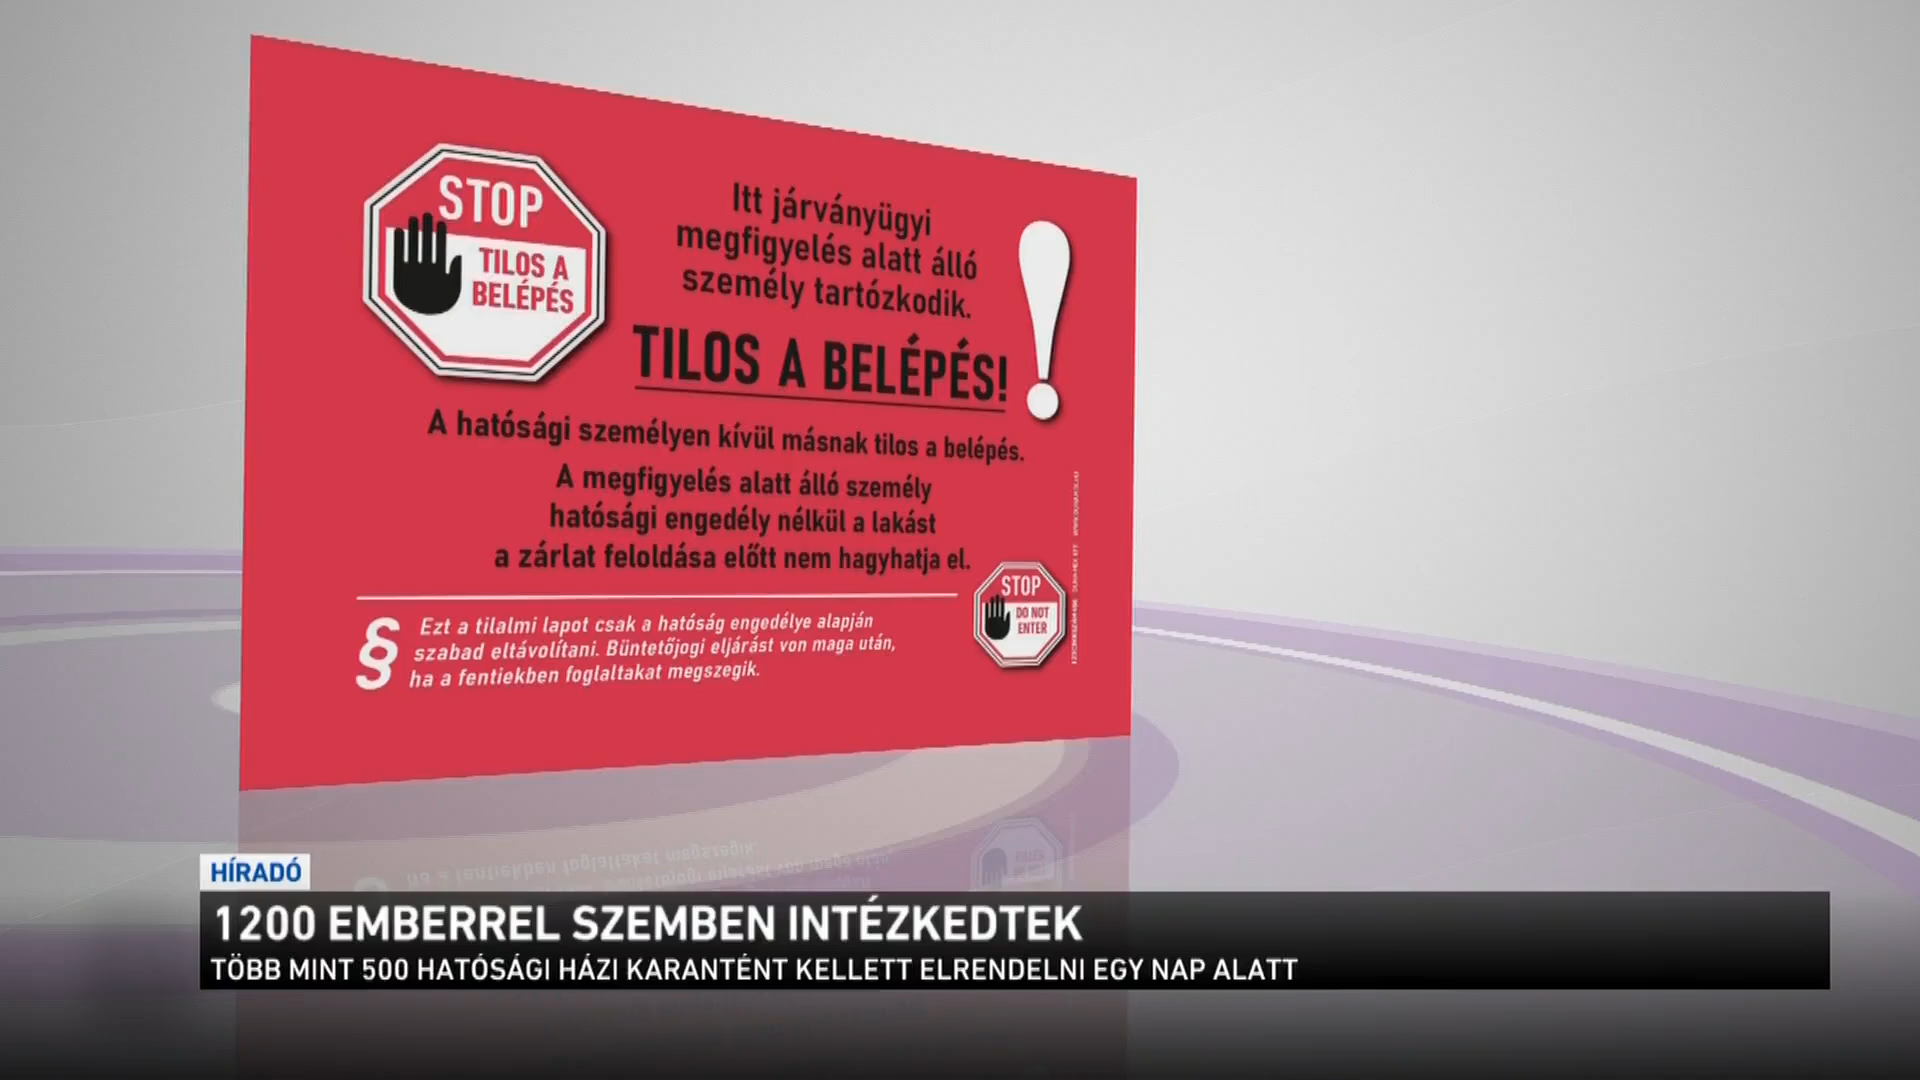 STOP
TILOS A
BELÉPÉS
Itt járványügyi
megfigyelés alatt álló
személy tartózkodik.
TILOS A BELÉPÉS!
A hatósági személyen kívül másnak tilos a belépés.
A megfigyelés alatt álló személy
hatósági engedély nélkül a lakást
a zárlat feloldása előtt nem hagyhatja el.
§
Ezt a tilalmi lapot csak a hatóság engedélye alapján
szabad eltávolítani. Büntetőjogi eljárást von maga után,
ha a fentiekben foglaltakat megszegik.
STOP
DO NOT
ENTER
HÍRADÓ
1200 EMBERREL SZEMBEN INTÉZKEDTEK
TÖBB MINT 500 HATÓSÁGI HÁZI KARANTÉNT KELLETT ELRENDELNI EGY NAP ALATT